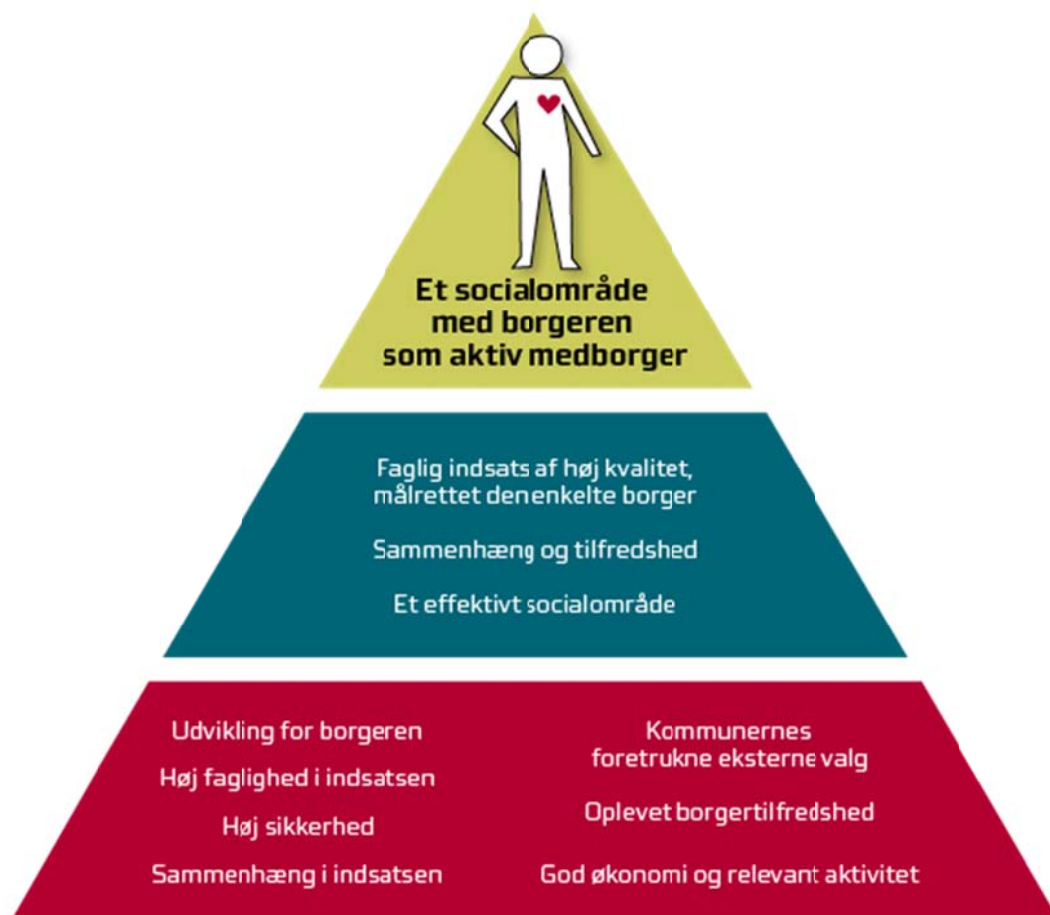 Et socialområde
med borgeren
som aktiv medborger
Faglig indsats af høj kvalitet,
målrettet den enkelte borger
Sammenhæng og tilfredshed
Et effektivt socialområde
Udvikling for borgeren
Høj faglighed i indsatsen
Høj sikkerhed
Sammenhæng i indsatsen
Kommunernes
foretrukne eksterne valg
Oplevet borgertilfredshed
God økonomi og relevant aktivitet